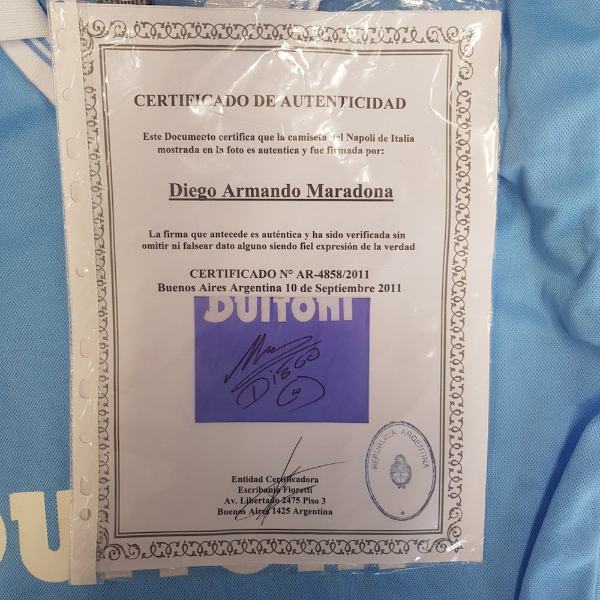 CERTIFICADO DE AUTENTICIDAD
Este Documento certifica que la camiseta del Napoli de Italia
mostrada en la foto es autentica y fue firmada por:
Diego Armando Maradona
La firma que antecede es auténtica y ha sido verificada sin
omitir ni falsear dato alguno siendo fiel expresión de la verdad
CERTIFICADO N° AR-4858/2011
Buenos Aires Argentina 10 de Septiembre 2011
BUITONI
DIEGO
(10)
REPUBLICA ARGENTINA
Entidad Certificadora
Escribanio Fioretti
Av. Libertado 2475 Piso 3
Buenos Aires 1425 Argentina